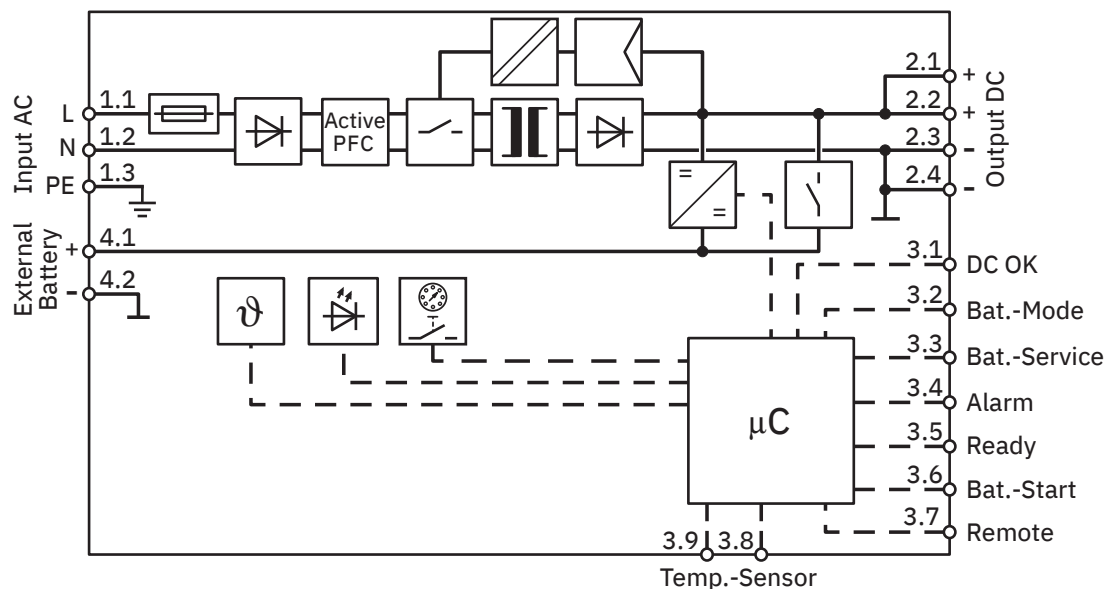 Input AC
L
1.1
N
1.2
PE
1.3
External
Battery
+
4.1
-
4.2
Active
PFC
=
=
ϑ
μC
2.1
+
2.2
+
2.3
-
2.4
-
Output DC
3.1
DC OK
3.2
Bat.-Mode
3.3
Bat.-Service
3.4
Alarm
3.5
Ready
3.6
Bat.-Start
3.7
Remote
3.9
3.8
Temp.-Sensor